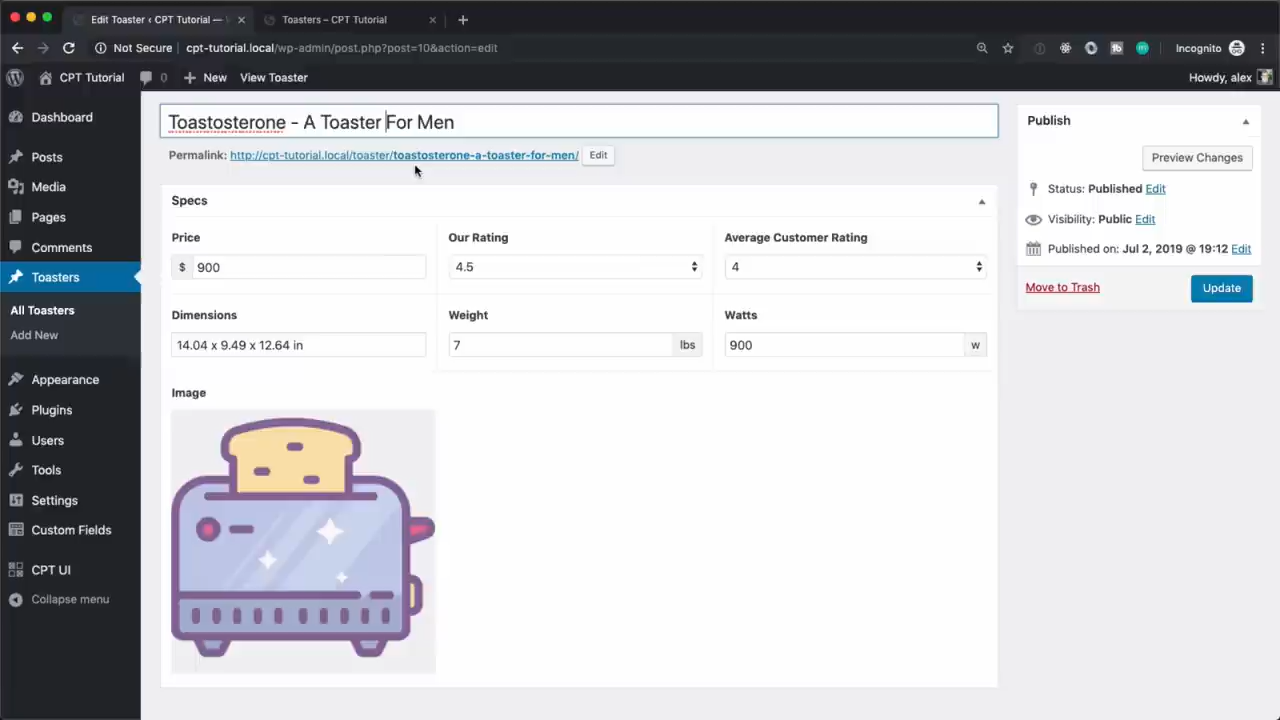 Edit Toaster ‹ CPT Tutorial —
Toasters – CPT Tutorial
Not Secure
cpt-tutorial.local/wp-admin/post.php?post=10&action=edit
Incognito
CPT Tutorial
0
New
View Toaster
Howdy, alex
Dashboard
Posts
Media
Pages
Comments
Toasters
All Toasters
Add New
Appearance
Plugins
Users
Tools
Settings
Custom Fields
CPT UI
Collapse menu
Toastosterone - A Toaster For Men
Permalink: http://cpt-tutorial.local/toaster/toastosterone-a-toaster-for-men/ Edit
Specs
Price
Our Rating
Average Customer Rating
$ 900
4.5
4
Dimensions
Weight
Watts
14.04 x 9.49 x 12.64 in
7 lbs
900 w
Image
Publish
Preview Changes
Status: Published Edit
Visibility: Public Edit
Published on: Jul 2, 2019 @ 19:12 Edit
Move to Trash
Update